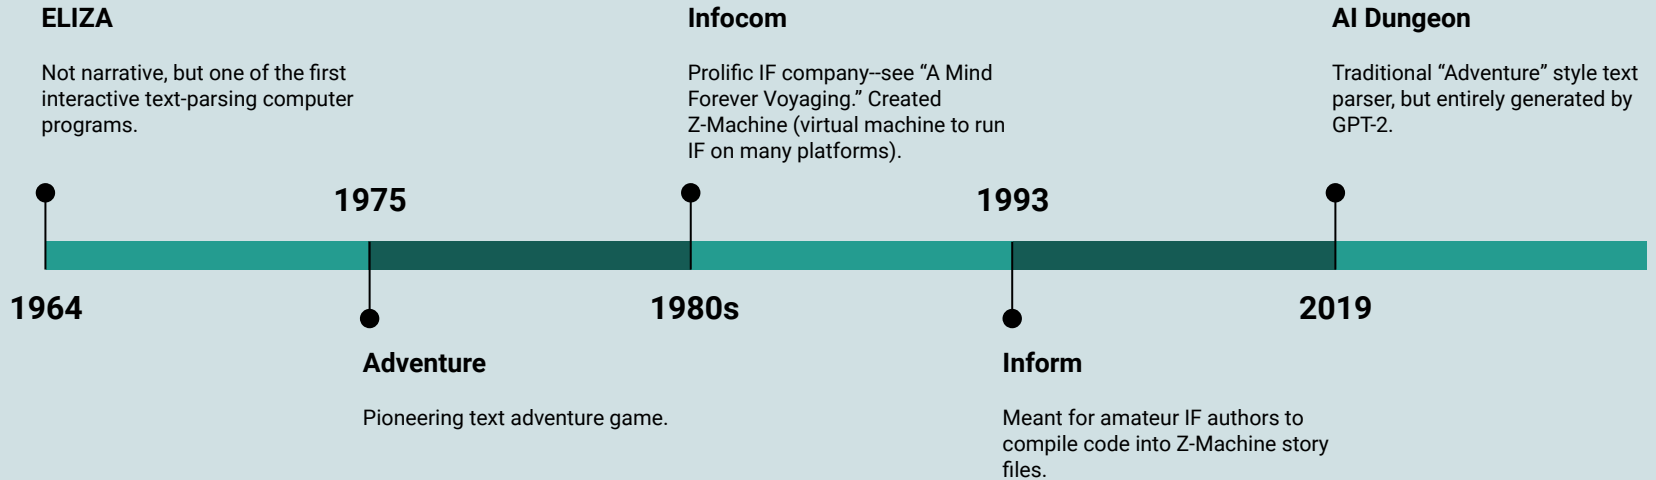 ELIZA
Not narrative, but one of the first
interactive text-parsing computer
programs.
1964
1975
Adventure
Pioneering text adventure game.
Infocom
Prolific IF company--see “A Mind
Forever Voyaging.” Created
Z-Machine (virtual machine to run
IF on many platforms).
1980s
1993
Inform
Meant for amateur IF authors to
compile code into Z-Machine story
files.
AI Dungeon
Traditional “Adventure” style text
parser, but entirely generated by
GPT-2.
2019